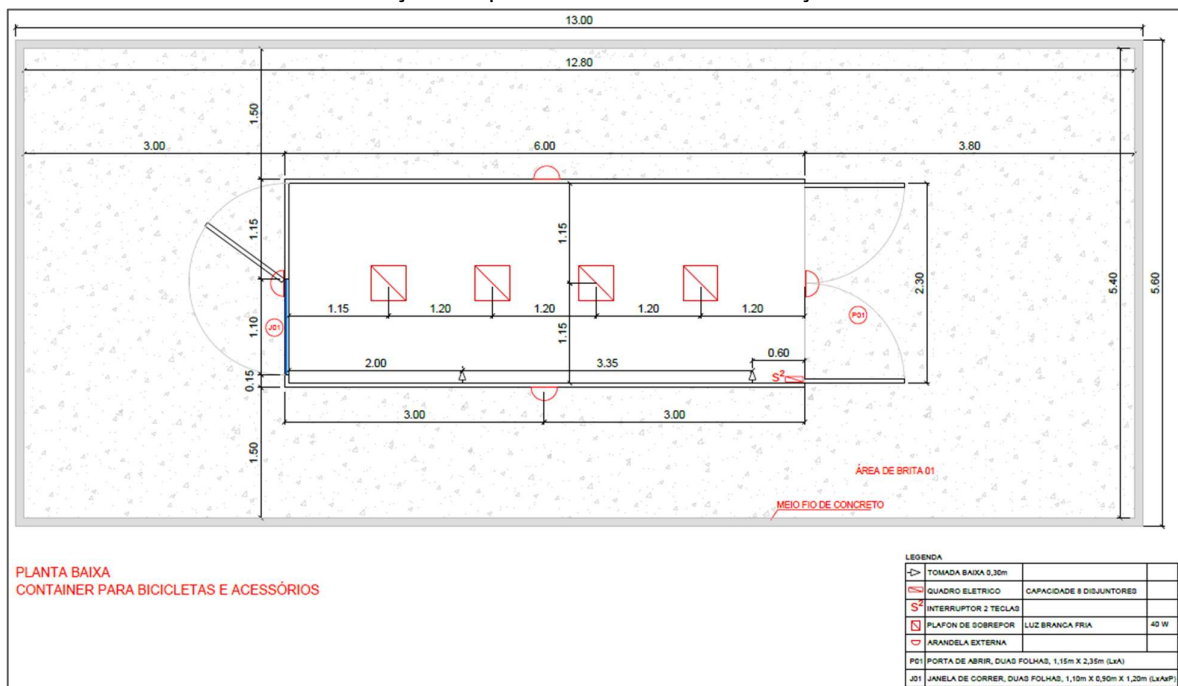 13.00
12.80
1.50
3.00
6.00
3.80
1.15
1.15
1.15
1.20
1.20
1.20
1.20
2.30
5.40
5.60
J01
P01
1.10
1.15
0.60
2.00
3.35
0.15
S²
3.00
3.00
1.50
ÁREA DE BRITA 01
MEIO FIO DE CONCRETO
PLANTA BAIXA
CONTAINER PARA BICICLETAS E ACESSÓRIOS
LEGENDA
TOMADA BAIXA 0,30m
QUADRO ELETRICO CAPACIDADE 8 DISJUNTORES
S² INTERRUPTOR 2 TECLAS
PLAFON DE SOBREPOR LUZ BRANCA FRIA 40 W
ARANDELA EXTERNA
P01 PORTA DE ABRIR, DUAS FOLHAS, 1,15m X 2,35m (LxA)
J01 JANELA DE CORRER, DUAS FOLHAS, 1,10m X 0,90m X 1,20m (LxAxP)